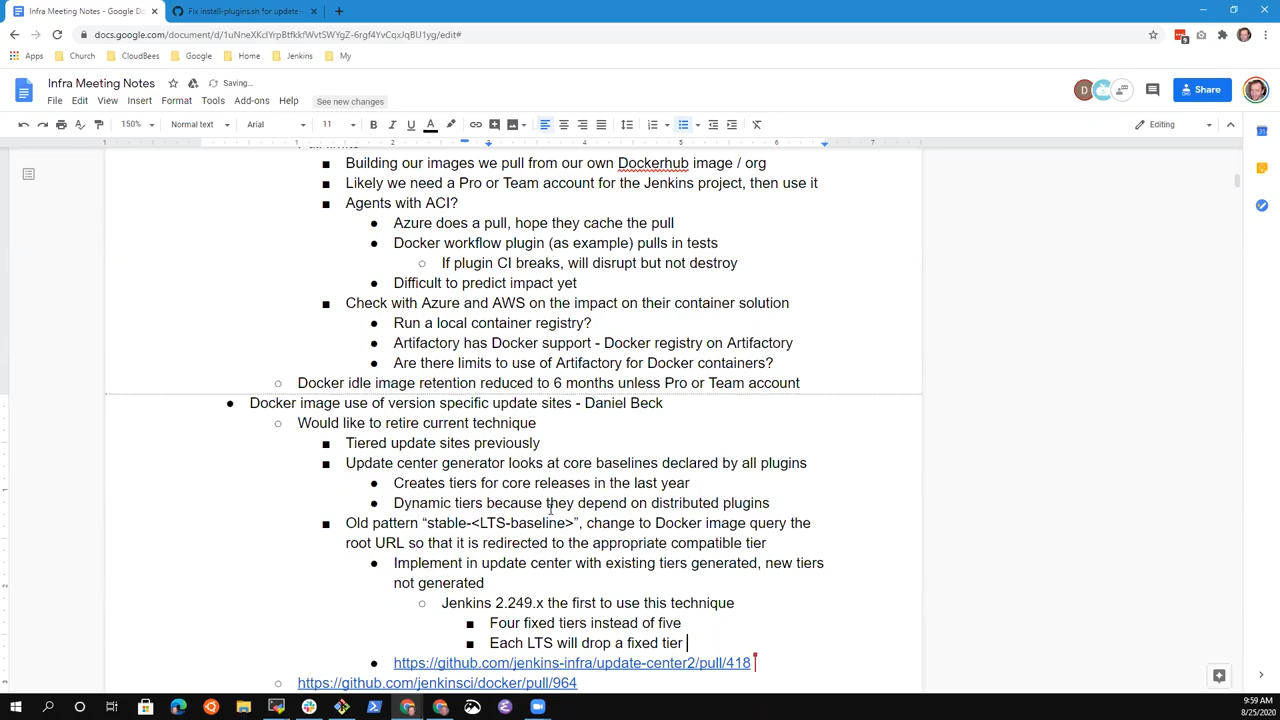 Infra Meeting Notes - Google Do
Fix install-plugins.sh for update-
docs.google.com/document/d/
Apps
Church
CloudBees
Google
Home
Jenkins
My
Infra Meeting Notes
Saving...
File Edit View Insert Format Tools Add-ons Help See new changes
D
Share
150% Normal text Arial 11 B I U A Editing
1 1 2 3 4 5 6 7
Building our images we pull from our own Dockerhub image / org
Likely we need a Pro or Team account for the Jenkins project, then use it
Agents with ACI?
Azure does a pull, hope they cache the pull
Docker workflow plugin (as example) pulls in tests
If plugin CI breaks, will disrupt but not destroy
Difficult to predict impact yet
Check with Azure and AWS on the impact on their container solution
Run a local container registry?
Artifactory has Docker support - Docker registry on Artifactory
Are there limits to use of Artifactory for Docker containers?
Docker idle image retention reduced to 6 months unless Pro or Team account
Docker image use of version specific update sites - Daniel Beck
Would like to retire current technique
Tiered update sites previously
Update center generator looks at core baselines declared by all plugins
Creates tiers for core releases in the last year
Dynamic tiers because they depend on distributed plugins
Old pattern “stable-<LTS-baseline>”, change to Docker image query the
root URL so that it is redirected to the appropriate compatible tier
Implement in update center with existing tiers generated, new tiers
not generated
Jenkins 2.249.x the first to use this technique
Four fixed tiers instead of five
Each LTS will drop a fixed tier
https://github.com/jenkins-infra/update-center2/pull/418
https://github.com/jenkinsci/docker/pull/964
9:59 AM
8/25/2020